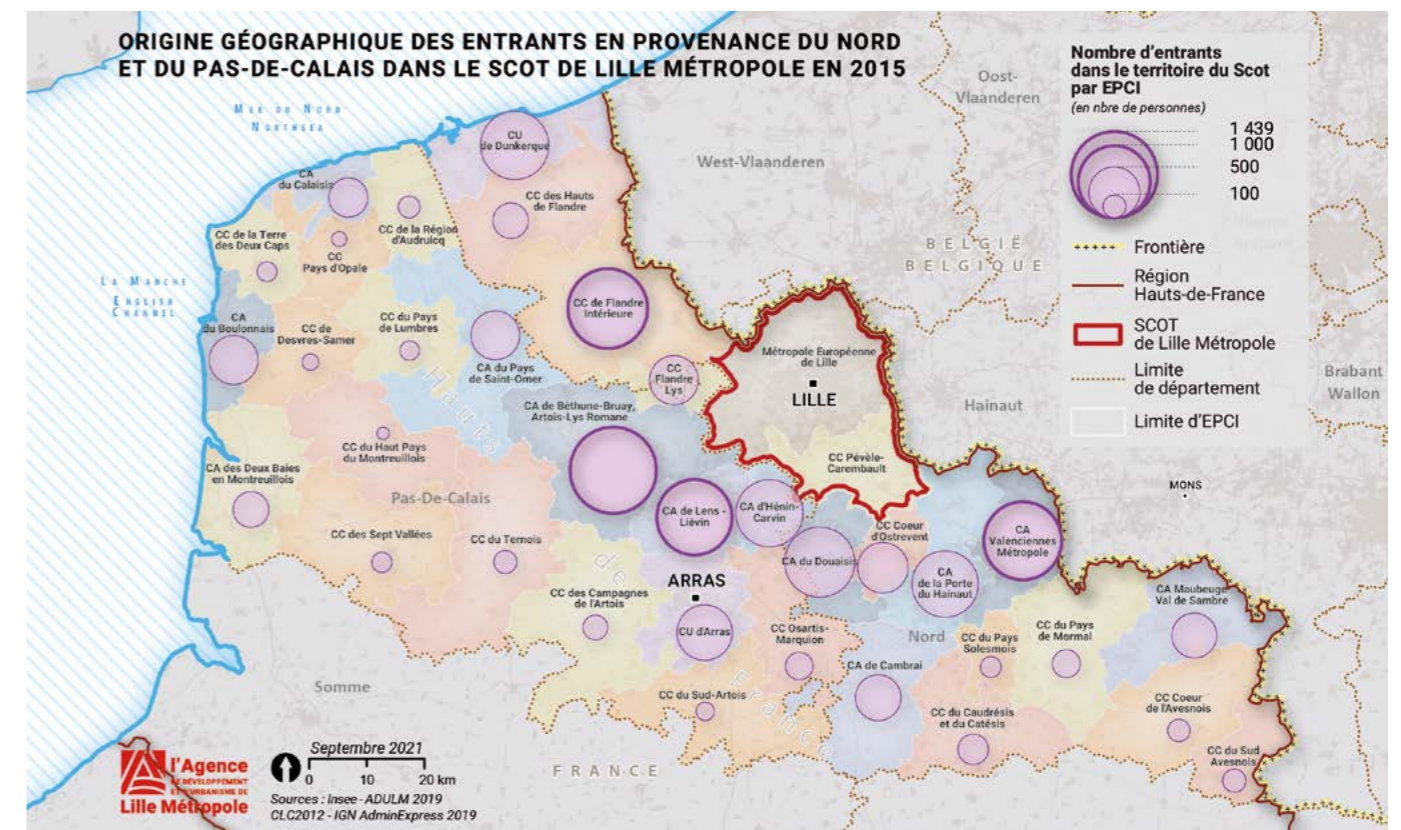 ORIGINE GÉOGRAPHIQUE DES ENTRANTS EN PROVENANCE DU NORD
ET DU PAS-DE-CALAIS DANS LE SCOT DE LILLE MÉTROPOLE EN 2015
Nombre d'entrants
dans le territoire du Scot
par EPCI
(en nbre de personnes)
1 439
1 000
500
100
Frontière
Région
Hauts-de-France
SCOT
de Lille Métropole
Limite
de département
Limite d'EPCI
MER DU NORD
NORTHSEA
LA MANCHE
ENGLISH
CHANNEL
Oost-
Vlaanderen
West-Vlaanderen
BELGIË
BELGIQUE
Brabant
Wallon
Hainaut
MONS
CU
de Dunkerque
CA
du Calaisis
CC des Hauts
de Flandre
CC de la Région
d'Audruicq
CC de la Terre
des Deux Caps
CC
Pays d'Opale
CC de Flandre
Intérieure
CA
du Boulonnais
CC de
Desvres-Samer
CC du Pays
de Lumbres
CA du Pays
de Saint-Omer
CC
Flandre
Lys
Métropole Européenne
de Lille
LILLE
CA de Béthune-Bruay,
Artois-Lys Romane
CC Pévèle-
Carembault
CC du Haut Pays
du Montreuillois
CA des Deux Baies
en Montreuillois
Pas-De-Calais
CA de Lens -
Liévin
CA d'Hénin-
Carvin
CC Coeur
d'Ostrevent
CA
Valenciennes
Métropole
CC des Sept Vallées
CC du Ternois
CA du Douaisis
CA
de la Porte
du Hainaut
ARRAS
CC des Campagnes
de l'Artois
CU d'Arras
CC Osartis-
Marquion
Nord
CC du Pays
Solesmois
CC du Pays
de Mormal
CA Maubeuge
Val de Sambre
CA de Cambrai
CC du Sud-Artois
CC du Caudrésis
et du Catésis
CC Coeur
de l'Avesnois
CC du Sud
Avesnois
Hauts
de
France
Somme
FRANCE
l'Agence
DE DÉVELOPPEMENT
ET D'URBANISME DE
Lille Métropole
Septembre 2021
0 10 20 km
Sources : Insee - ADULM 2019
CLC2012 - IGN AdminExpress 2019